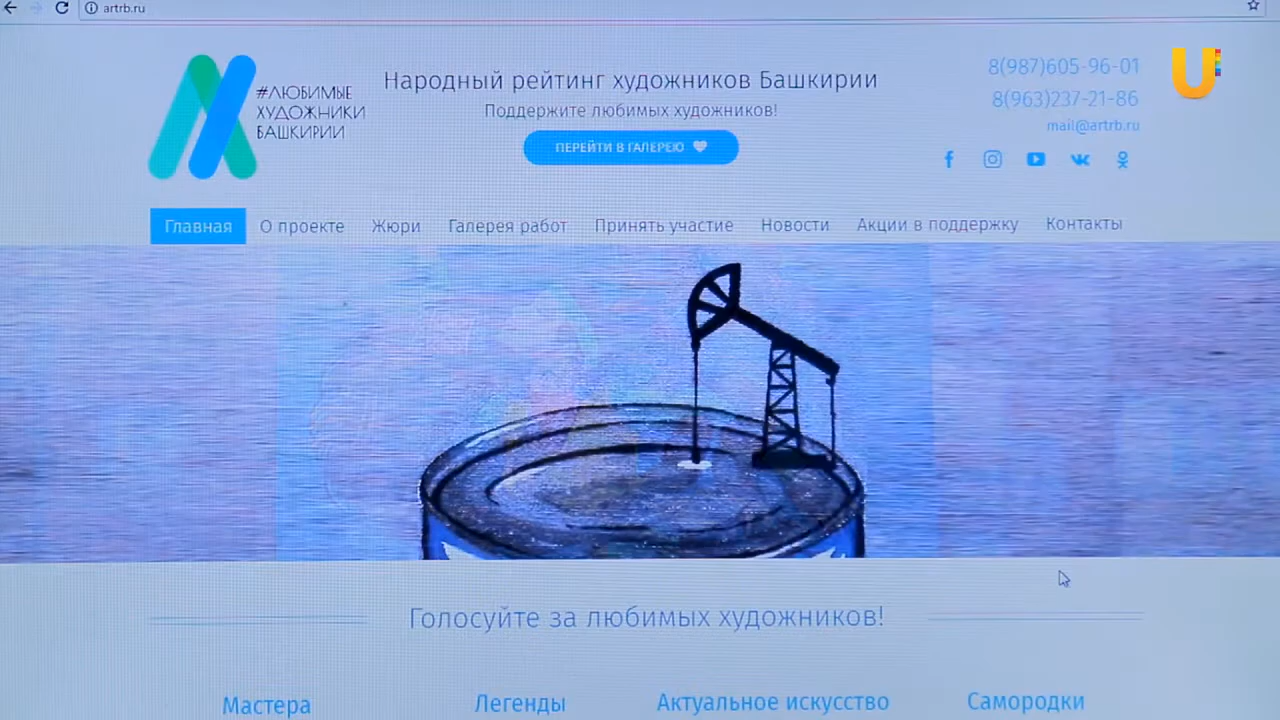 artrb.ru
#ЛЮБИМЫЕ
ХУДОЖНИКИ
БАШКИРИИ
Народный рейтинг художников Башкирии
Поддержите любимых художников!
ПЕРЕЙТИ В ГАЛЕРЕЮ
8(987)605-96-01
8(963)237-21-86
mail@artrb.ru
Главная О проекте Жюри Галерея работ Принять участие Новости Акции в поддержку Контакты
Голосуйте за любимых художников!
Мастера Легенды Актуальное искусство Самородки